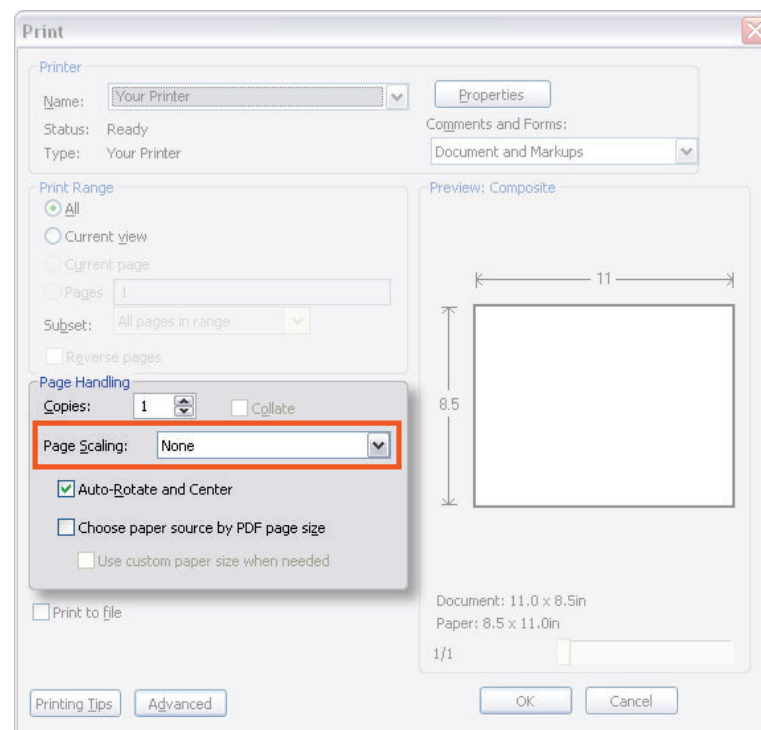 Print
Printer
Name: Your Printer
Properties
Status: Ready
Comments and Forms:
Type: Your Printer
Document and Markups
Print Range
All
Current view
Current page
Pages 1
Subset: All pages in range
Reverse pages
Preview: Composite
11
8.5
Page Handling
Copies: 1 Collate
Page Scaling: None
Auto-Rotate and Center
Choose paper source by PDF page size
Use custom paper size when needed
Print to file
Document: 11.0 x 8.5in
Paper: 8.5 x 11.0in
1/1
Printing Tips Advanced OK Cancel